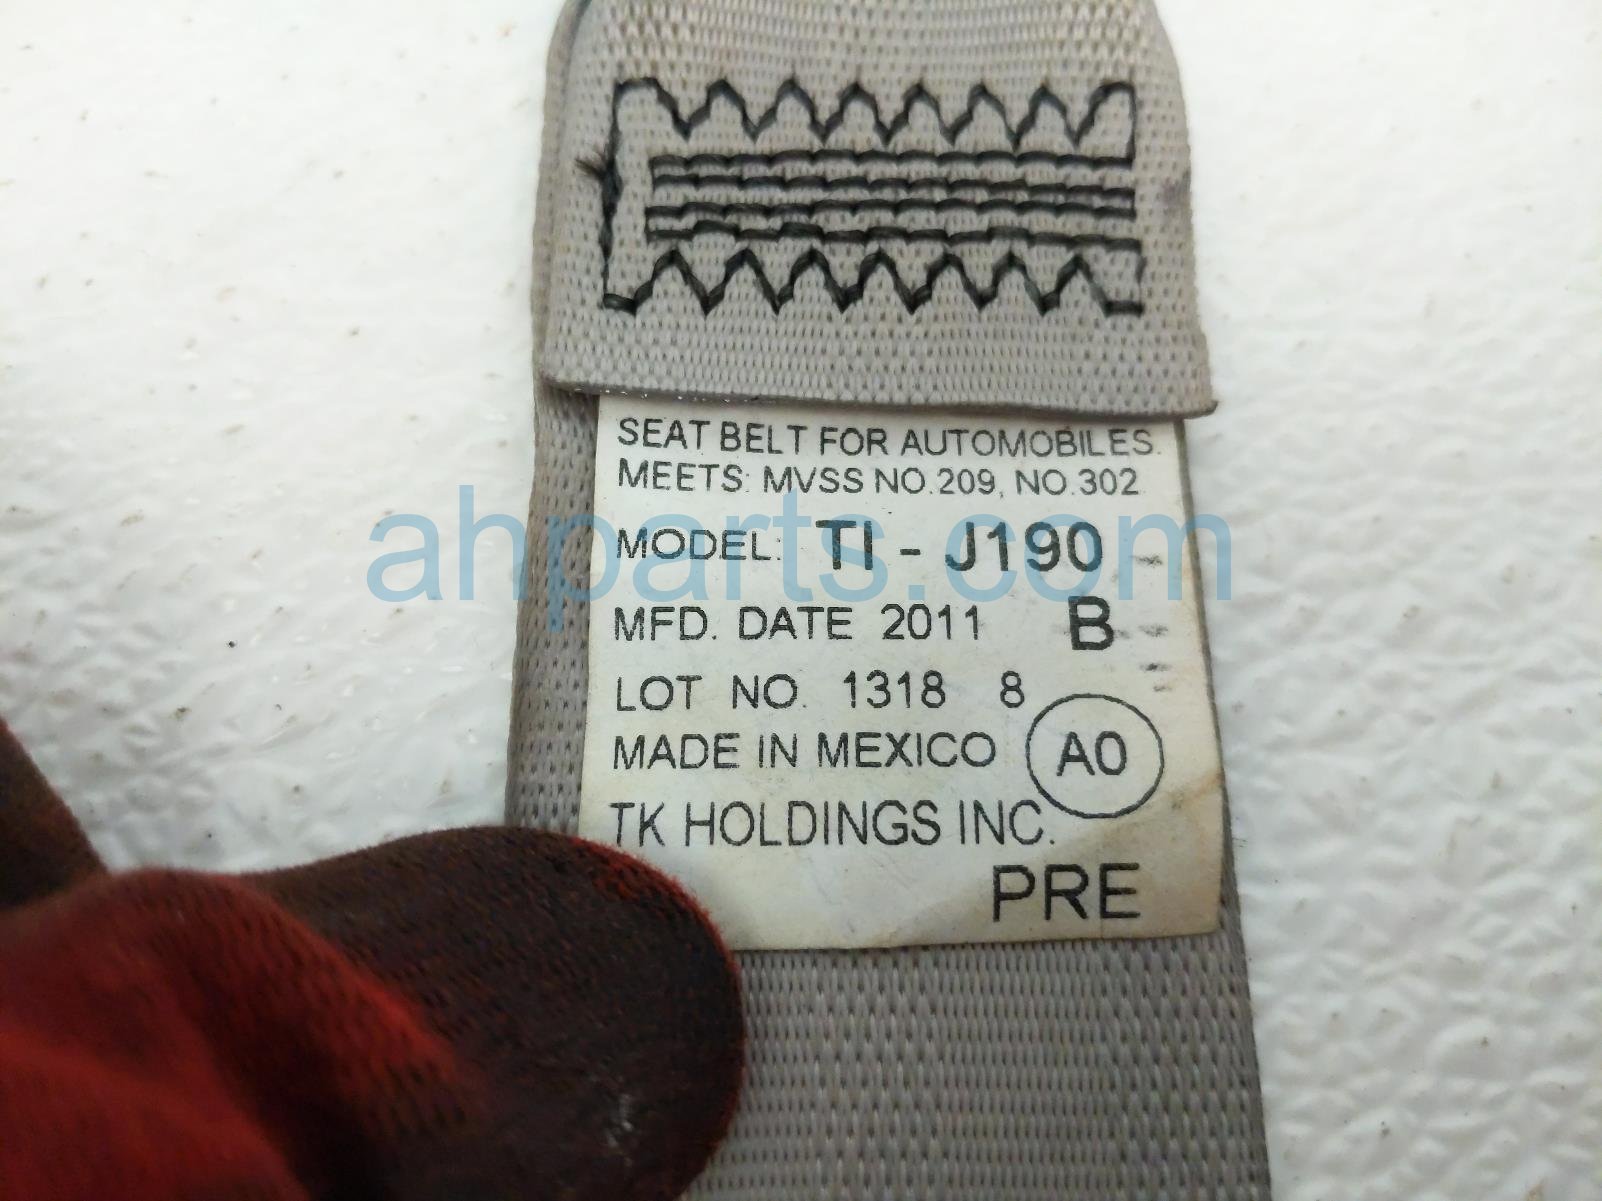 SEAT BELT FOR AUTOMOBILES.
MEETS: MVSS NO.209, NO.302
MODEL: TI - J190
MFD. DATE 2011 B
LOT NO. 1318 8
MADE IN MEXICO A0
TK HOLDINGS INC.
PRE
ahparts.com